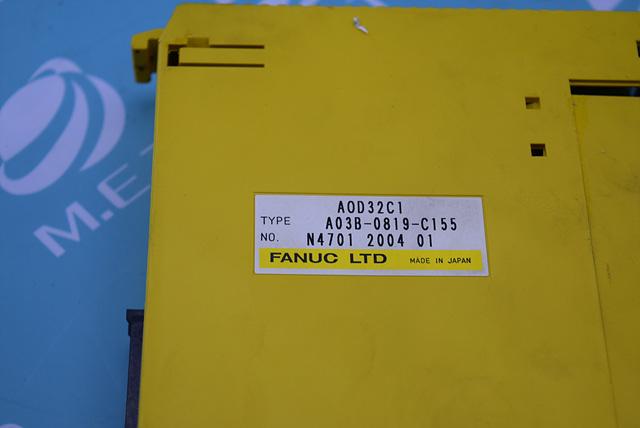 M.E.
AOD32C1
TYPE A03B-0819-C155
NO. N4701 2004 01
FANUC LTD MADE IN JAPAN